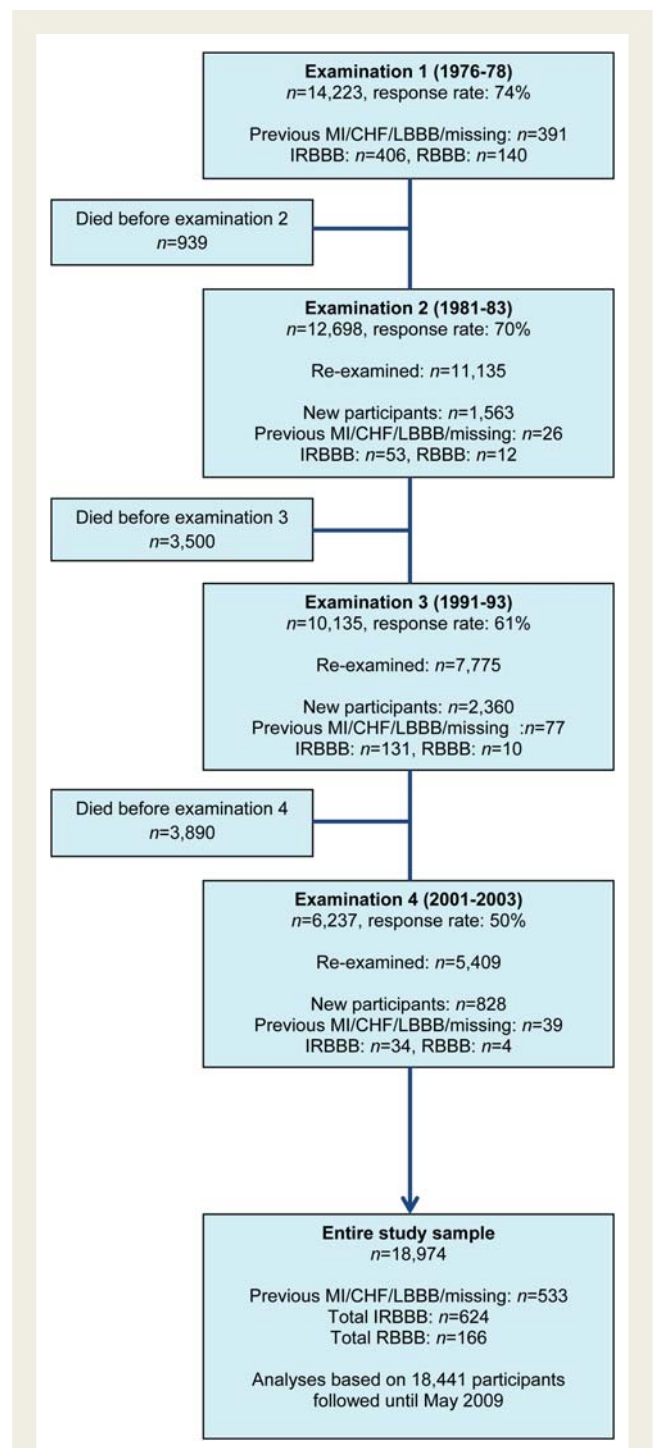 Examination 1 (1976-78)
n=14,223, response rate: 74%
Previous MI/CHF/LBBB/missing: n=391
IRBBB: n=406, RBBB: n=140
Died before examination 2
n=939
Examination 2 (1981-83)
n=12,698, response rate: 70%
Re-examined: n=11,135
New participants: n=1,563
Previous MI/CHF/LBBB/missing: n=26
IRBBB: n=53, RBBB: n=12
Died before examination 3
n=3,500
Examination 3 (1991-93)
n=10,135, response rate: 61%
Re-examined: n=7,775
New participants: n=2,360
Previous MI/CHF/LBBB/missing :n=77
IRBBB: n=131, RBBB: n=10
Died before examination 4
n=3,890
Examination 4 (2001-2003)
n=6,237, response rate: 50%
Re-examined: n=5,409
New participants: n=828
Previous MI/CHF/LBBB/missing: n=39
IRBBB: n=34, RBBB: n=4
Entire study sample
n=18,974
Previous MI/CHF/LBBB/missing: n=533
Total IRBBB: n=624
Total RBBB: n=166
Analyses based on 18,441 participants
followed until May 2009